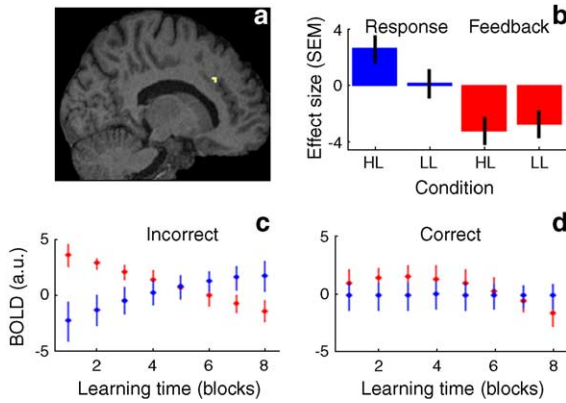 a
b
Response Feedback
Effect size (SEM)
4
0
-4
HL LL HL LL
Condition
c
Incorrect
BOLD (a.u.)
5
0
-5
2 4 6 8
Learning time (blocks)
d
Correct
5
0
-5
2 4 6 8
Learning time (blocks)